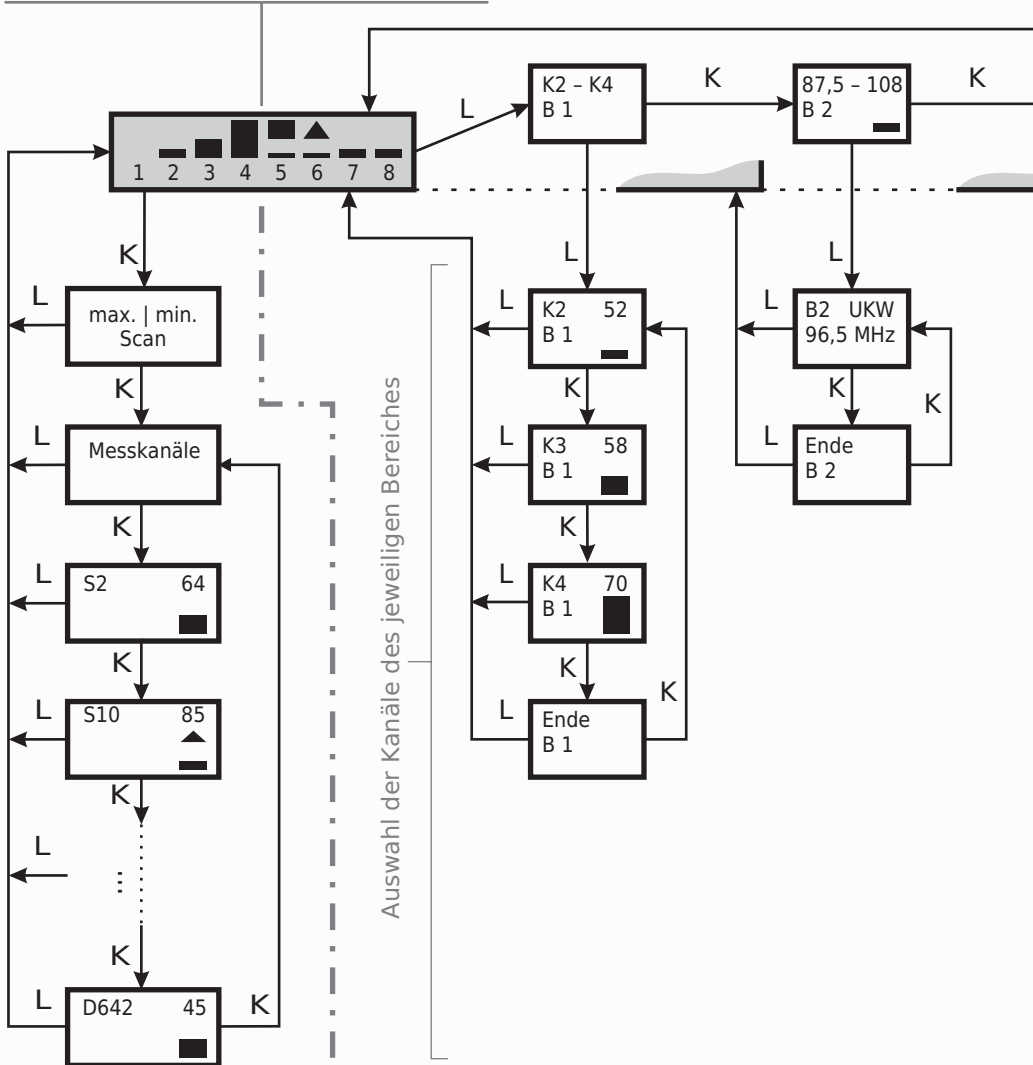 K2 – K4
B 1
K
87,5 – 108
B 2
K
L
1 2 3 4 5 6 7 8
K
L
max. | min.
Scan
K
L
Messkanäle
K
L
S2 64
K
L
S10 85
K
L
...
K
L
D642 45
K
Auswahl der Kanäle des jeweiligen Bereiches
L
L
K2 52
B 1
K
L
K3 58
B 1
K
L
K4 70
B 1
K
L
Ende
B 1
K
L
L
B2 UKW
96,5 MHz
K
K
L
Ende
B 2